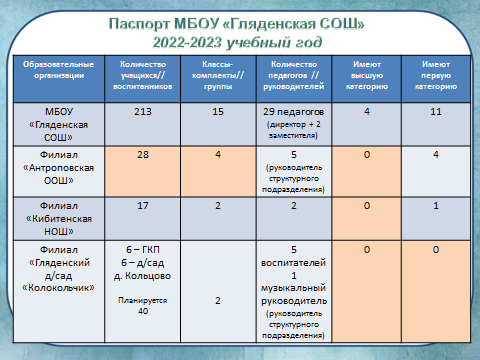 Паспорт МБОУ «Гляденская СОШ»
2022-2023 учебный год
Образовательные организации | Количество учащихся// воспитанников | Классы-комплекты// группы | Количество педагогов // руководителей | Имеют высшую категорию | Имеют первую категорию
МБОУ «Гляденская СОШ» | 213 | 15 | 29 педагогов (директор + 2 заместителя) | 4 | 11
Филиал «Антроповская ООШ» | 28 | 4 | 5 (руководитель структурного подразделения) | 0 | 4
Филиал «Кибитенская НОШ» | 17 | 2 | 2 | 0 | 1
Филиал «Гляденский д/сад «Колокольчик» | 6 – ГКП 6 – д/сад д. Кольцово Планируется 40 | 2 | 5 воспитателей 1 музыкальный руководитель (руководитель структурного подразделения) | 0 | 0